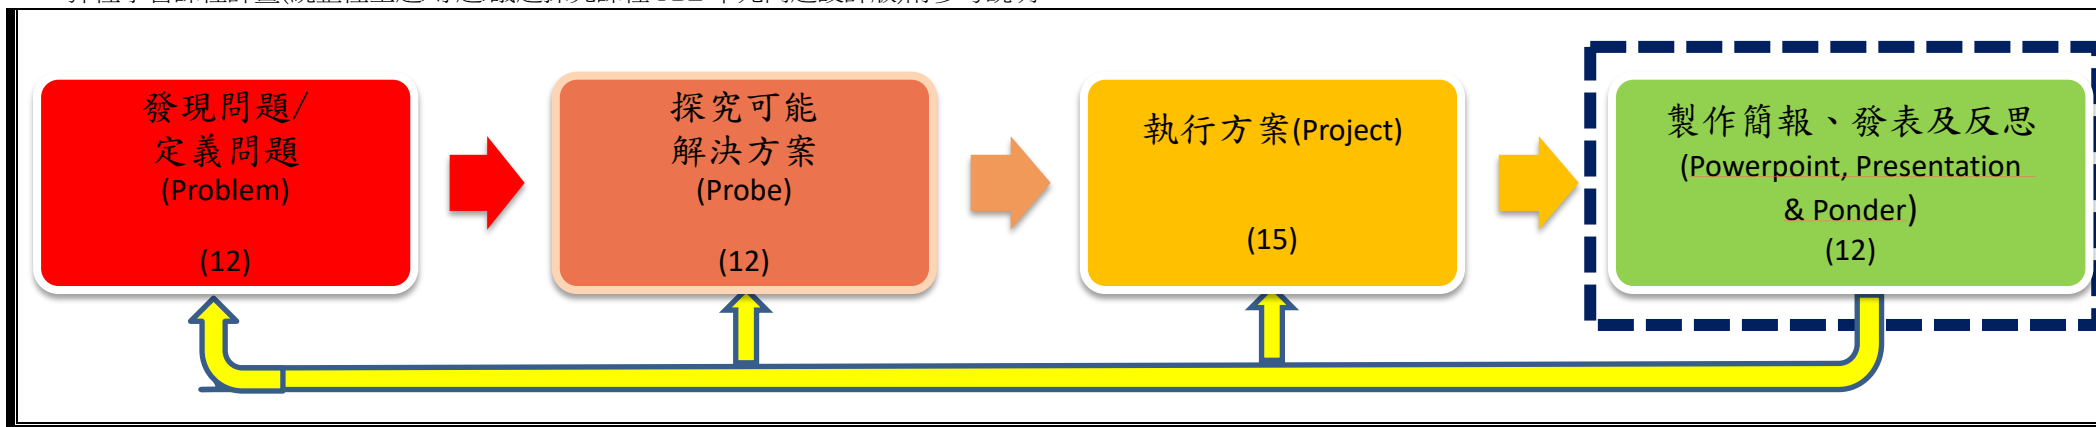 發現問題/
定義問題
(Problem)
(12)
探究可能
解決方案
(Probe)
(12)
執行方案(Project)
(15)
製作簡報、發表及反思
(Powerpoint, Presentation
& Ponder)
(12)